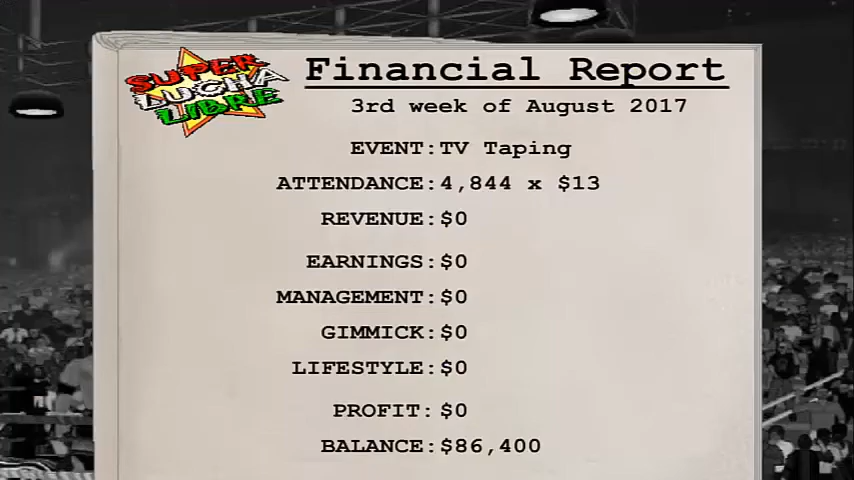 SUPER
LUCHA
LIBRE
Financial Report
3rd week of August 2017
EVENT: TV Taping
ATTENDANCE: 4,844 x $13
REVENUE: $0
EARNINGS: $0
MANAGEMENT: $0
GIMMICK: $0
LIFESTYLE: $0
PROFIT: $0
BALANCE: $86,400